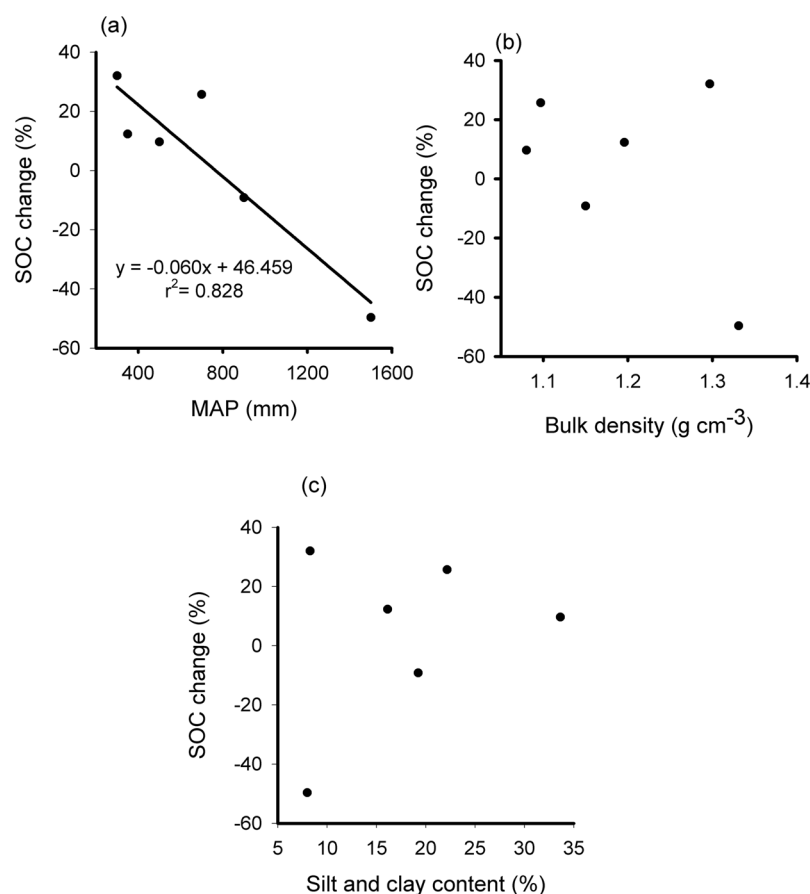 (a)
40
20
0
-20
-40
-60
SOC change (%)
y = -0.060x + 46.459
r²= 0.828
400 800 1200 1600
MAP (mm)
(b)
40
20
0
-20
-40
-60
SOC change (%)
1.1 1.2 1.3 1.4
Bulk density (g cm⁻³)
(c)
40
20
0
-20
-40
-60
SOC change (%)
5 10 15 20 25 30 35
Silt and clay content (%)